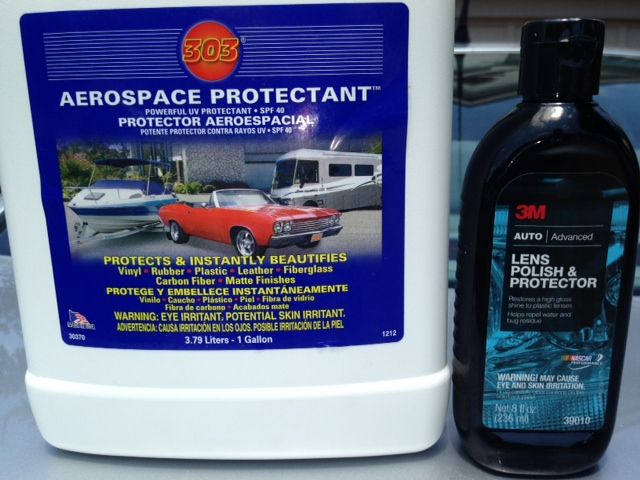 303
AEROSPACE PROTECTANT™
POWERFUL UV PROTECTANT • SPF 40
PROTECTOR AEROESPACIAL
POTENTE PROTECTOR CONTRA RAYOS UV • SPF 40
PROTECTS & INSTANTLY BEAUTIFIES
Vinyl • Rubber • Plastic • Leather • Fiberglass
Carbon Fiber • Matte Finishes
PROTEGE Y EMBELLECE INSTANTÁNEAMENTE
Vinilo • Caucho • Plástico • Piel • Fibra de vidrio
Fibra de carbono • Acabados mate
WARNING: EYE IRRITANT. POTENTIAL SKIN IRRITANT.
ADVERTENCIA: CAUSA IRRITACIÓN EN LOS OJOS. POSIBLE IRRITACIÓN DE LA PIEL
30370
3.79 Liters - 1 Gallon
1212
3M
AUTO | Advanced
LENS
POLISH &
PROTECTOR
Restores a high gloss
shine to plastic lenses
Helps repel water and
bug residue
NASCAR
PERFORMANCE
WARNING! MAY CAUSE
EYE AND SKIN IRRITATION.
Net 8 fl oz
(236 ml)
39010